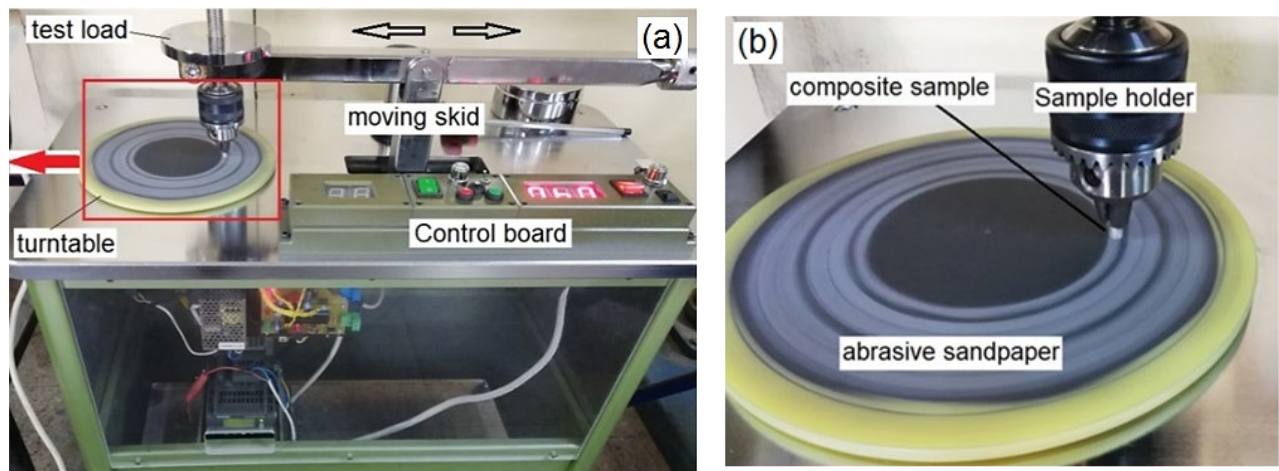 test load
(a)
moving skid
turntable
Control board
(b)
composite sample
Sample holder
abrasive sandpaper